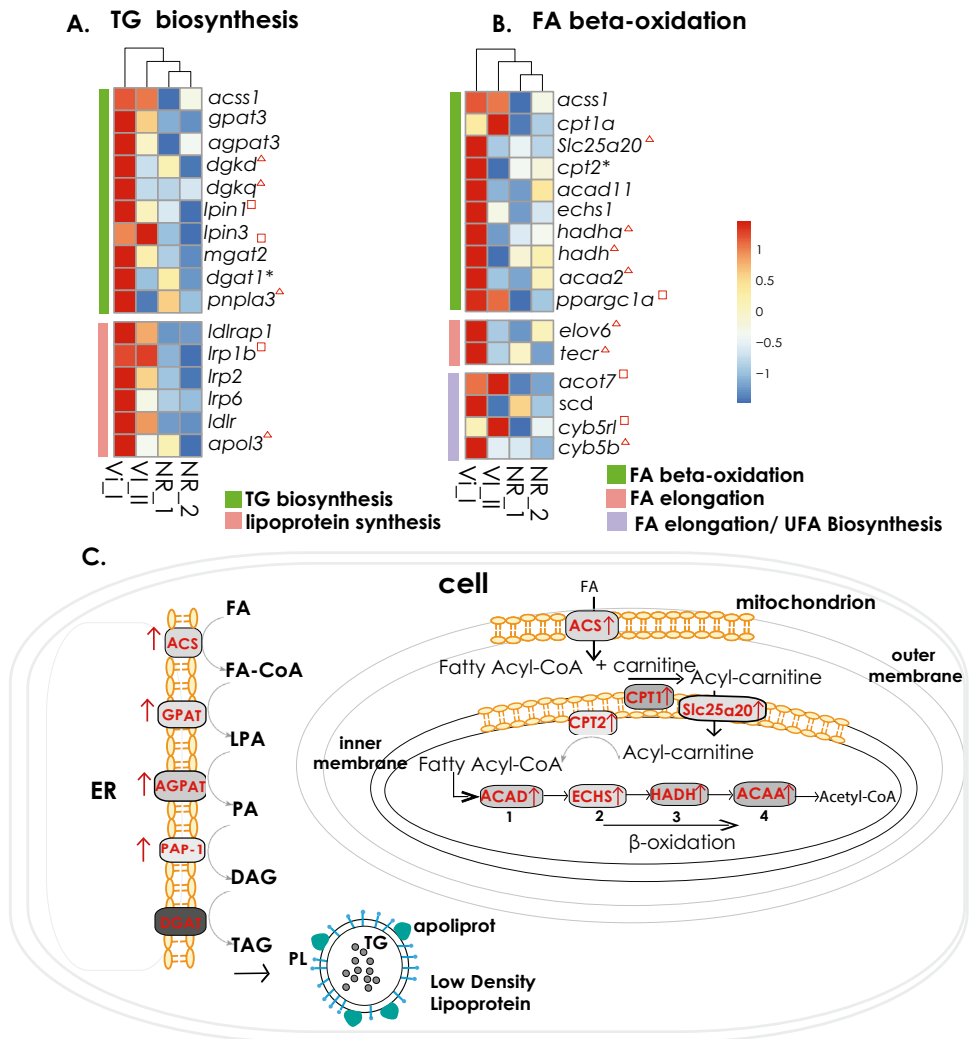 A. TG biosynthesis
acss1
gpat3
agpat3
dgkd△
dgkq△
lpin1□
lpin3□
mgat2
dgat1*
pnpla3△
ldlrap1
lrp1b□
lrp2
lrp6
ldlr
apol3△
Vi_I
VI_II
NR_1
NR_2
TG biosynthesis
lipoprotein synthesis
B. FA beta-oxidation
acss1
cpt1a
Slc25a20△
cpt2*
acad11
echs1
hadha△
hadh△
acaa2△
ppargc1a□
elov6△
tecr△
acot7□
scd
cyb5rl□
cyb5b△
Vi_I
VI_II
NR_1
NR_2
1
0.5
0
−0.5
−1
FA beta-oxidation
FA elongation
FA elongation/ UFA Biosynthesis
C.
cell
ER
FA
↑ ACS
FA-CoA
↑ GPAT
LPA
↑ AGPAT
PA
↑ PAP-1
DAG
DGAT
TAG
PL
TG
apoliprot
Low Density
Lipoprotein
FA
mitochondrion
ACS↑
outer
membrane
Fatty Acyl-CoA + carnitine
Acyl-carnitine
CPT1↑
Slc25a20↑
CPT2↑
inner
membrane
Acyl-carnitine
Fatty Acyl-CoA
ACAD↑
ECHS↑
HADH↑
ACAA↑
Acetyl-CoA
1
2
3
4
β-oxidation